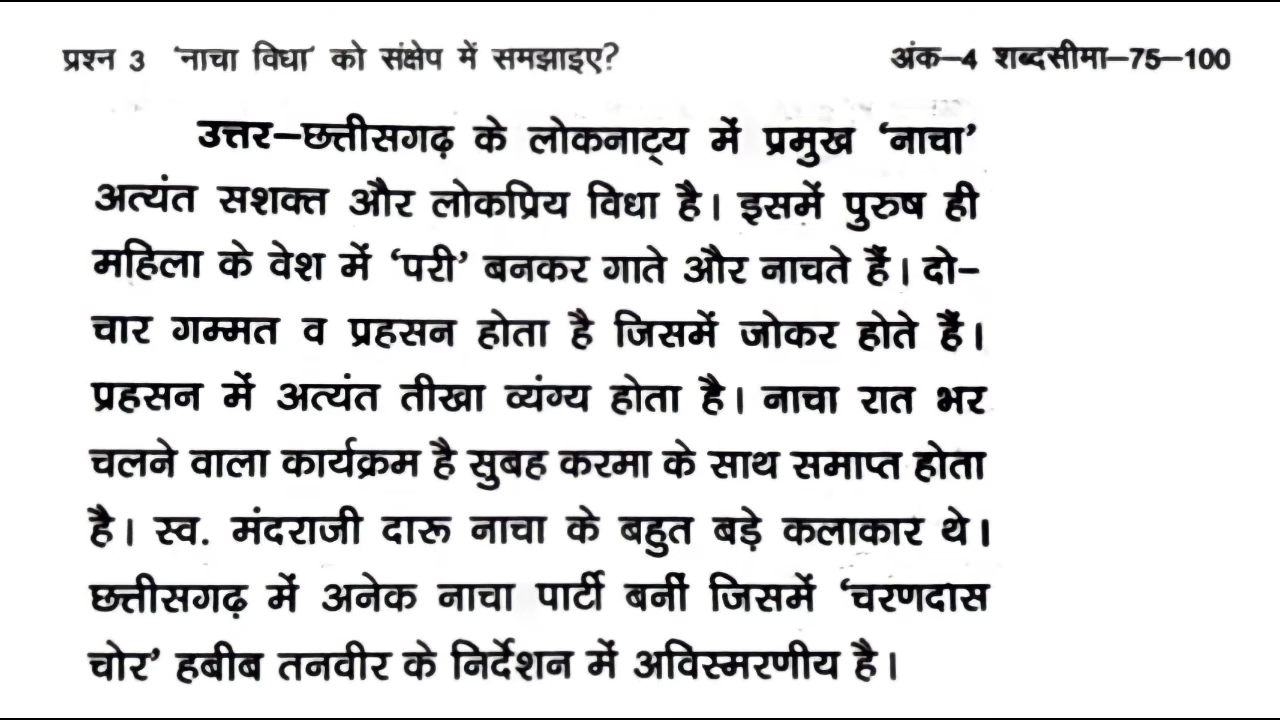 प्रश्न 3 'नाचा विधा' को संक्षेप में समझाइए? अंक–4 शब्दसीमा–75–100
उत्तर–छत्तीसगढ़ के लोकनाट्य में प्रमुख 'नाचा'
अत्यंत सशक्त और लोकप्रिय विधा है। इसमें पुरुष ही
महिला के वेश में 'परी' बनकर गाते और नाचते हैं। दो–
चार गम्मत व प्रहसन होता है जिसमें जोकर होते हैं।
प्रहसन में अत्यंत तीखा व्यंग्य होता है। नाचा रात भर
चलने वाला कार्यक्रम है सुबह करमा के साथ समाप्त होता
है। स्व. मंदराजी दारू नाचा के बहुत बड़े कलाकार थे।
छत्तीसगढ़ में अनेक नाचा पार्टी बनीं जिसमें 'चरणदास
चोर' हबीब तनवीर के निर्देशन में अविस्मरणीय है।